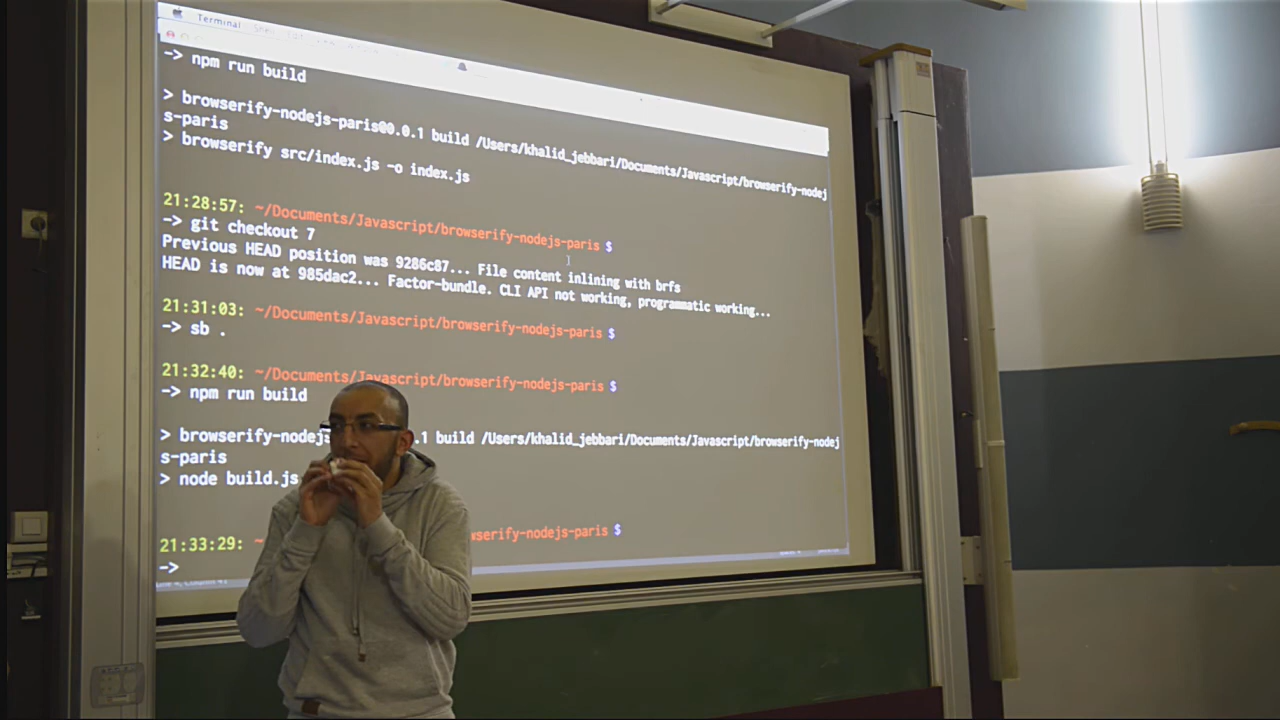 Terminal
-> npm run build
> browserify-nodejs-paris@0.0.1 build /Users/khalid_jebbari/Documents/Javascript/browserify-nodej
s-paris
> browserify src/index.js -o index.js
21:28:57: ~/Documents/Javascript/browserify-nodejs-paris $
-> git checkout 7
Previous HEAD position was 9286c87... File content inlining with brfs
HEAD is now at 985dac2... Factor-bundle. CLI API not working, programmatic working...
21:31:03: ~/Documents/Javascript/browserify-nodejs-paris $
-> sb .
21:32:40: ~/Documents/Javascript/browserify-nodejs-paris $
-> npm run build
> browserify-nodejs .1 build /Users/khalid_jebbari/Documents/Javascript/browserify-nodej
s-paris
> node build.js
21:33:29: ~ wserify-nodejs-paris $
->